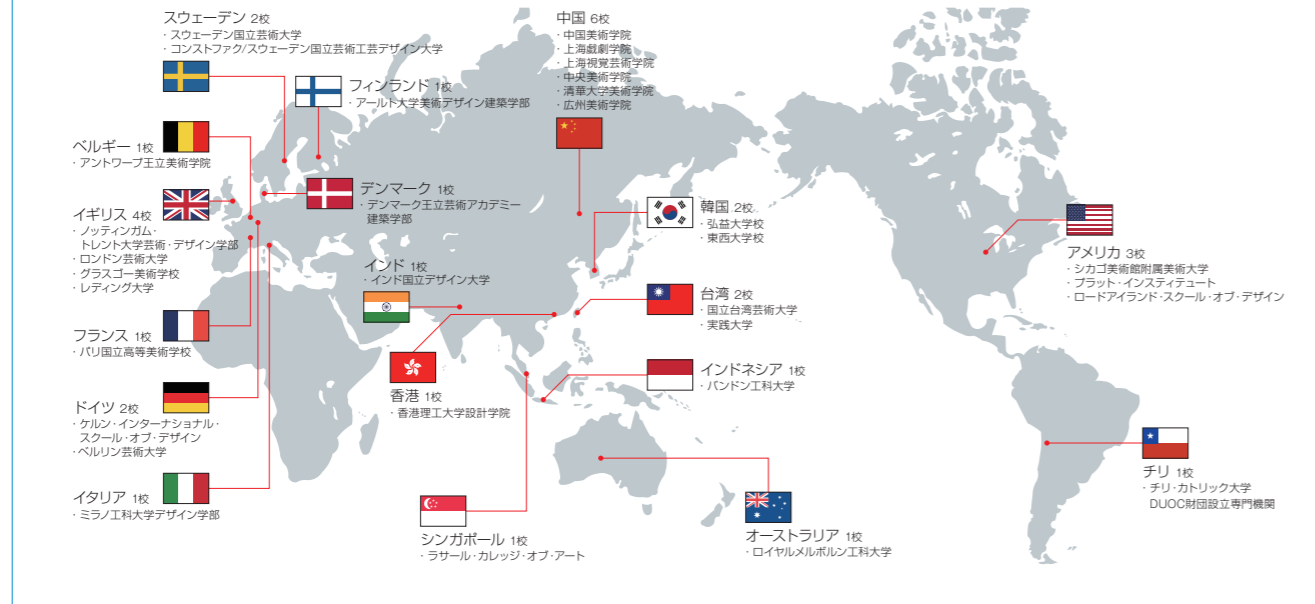 スウェーデン 2校
・スウェーデン国立芸術大学
・コンストファク/スウェーデン国立芸術工芸デザイン大学
フィンランド 1校
・アールト大学美術デザイン建築学部
ベルギー 1校
・アントワープ王立美術学院
デンマーク 1校
・デンマーク王立芸術アカデミー
建築学部
イギリス 4校
・ノッティンガム・
トレント大学芸術・デザイン学部
・ロンドン芸術大学
・グラスゴー美術学校
・レディング大学
フランス 1校
・パリ国立高等美術学校
ドイツ 2校
・ケルン・インターナショナル・
スクール・オブ・デザイン
・ベルリン芸術大学
イタリア 1校
・ミラノ工科大学デザイン学部
中国 6校
・中国美術学院
・上海戯劇学院
・上海視覚芸術学院
・中央美術学院
・清華大学美術学院
・広州美術学院
韓国 2校
・弘益大学校
・東西大学校
インド 1校
・インド国立デザイン大学
台湾 2校
・国立台湾芸術大学
・実践大学
香港 1校
・香港理工大学設計学院
インドネシア 1校
・バンドン工科大学
シンガポール 1校
・ラサール・カレッジ・オブ・アート
オーストラリア 1校
・ロイヤルメルボルン工科大学
アメリカ 3校
・シカゴ美術館附属美術大学
・プラット・インスティテュート
・ロードアイランド・スクール・オブ・デザイン
チリ 1校
・チリ・カトリック大学
DUOC財団設立専門機関